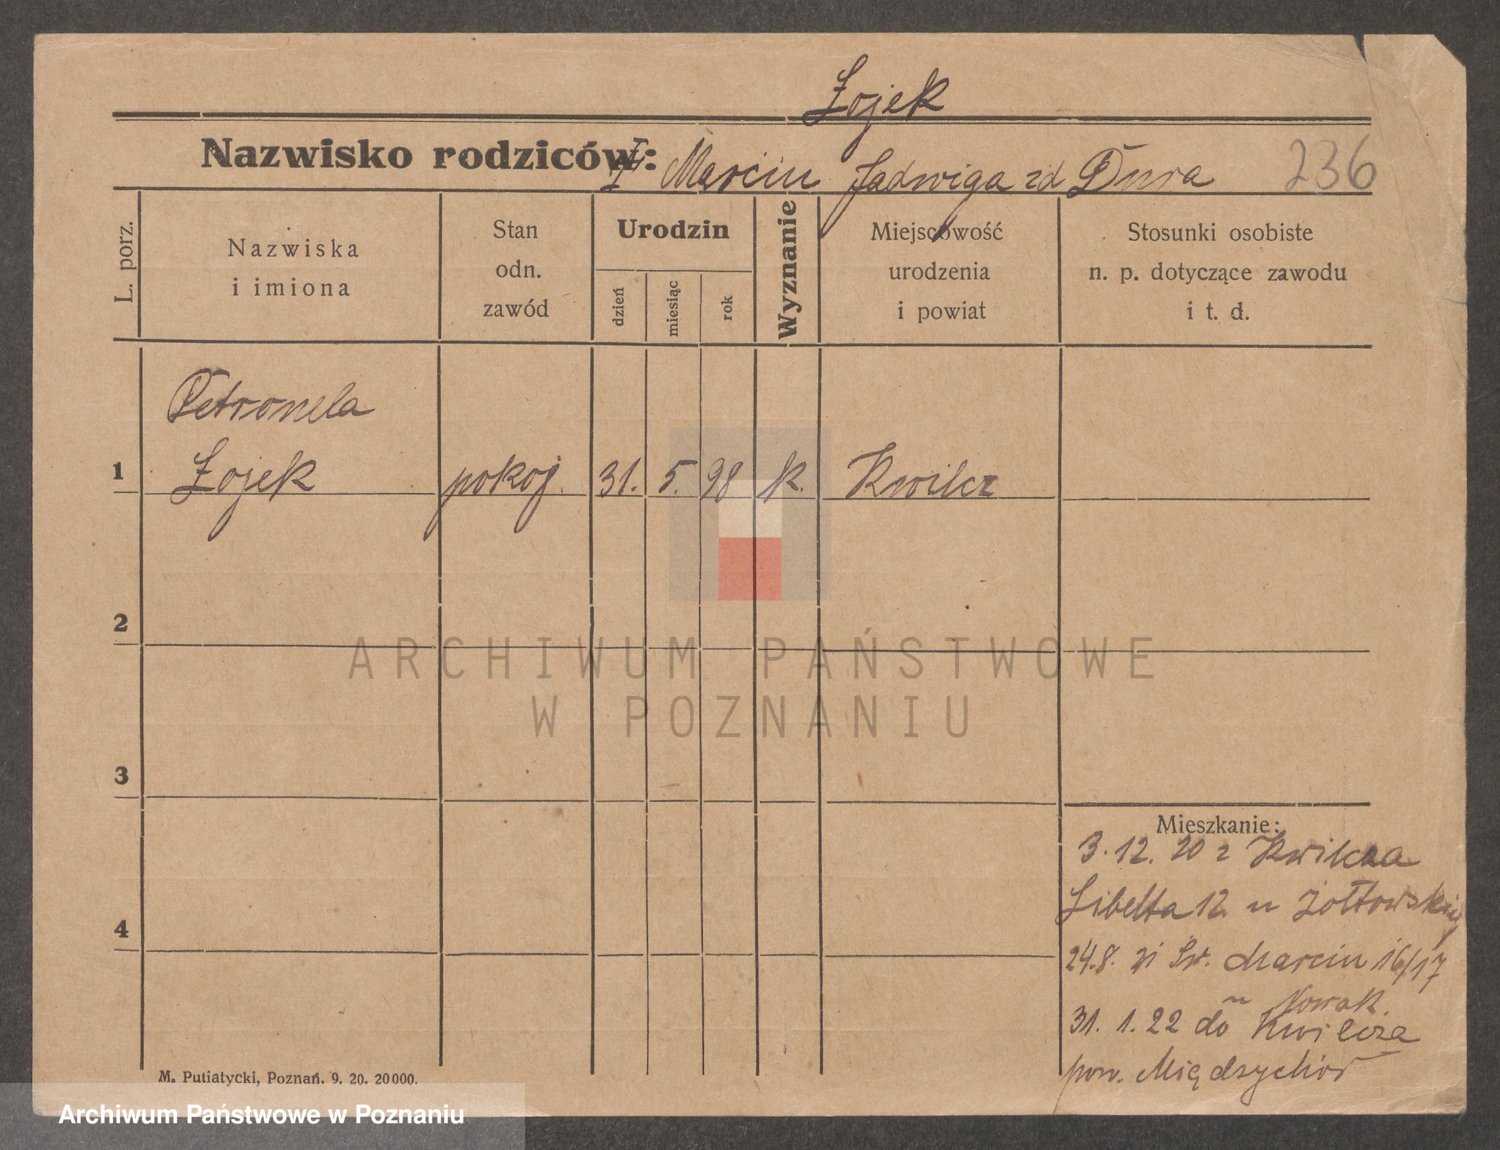 Łojek
Nazwisko rodziców: Marcin Jadwiga zd Dura 236
L. porz.
Nazwiska
i imiona
Stan
odn.
zawód
Urodzin
dzień
miesiąc
rok
Wyznanie
Miejscowość
urodzenia
i powiat
Stosunki osobiste
n. p. dotyczące zawodu
i t. d.
Petronela
1 Łojek pokoj. 31. 5. 98 k. Kwilcz
2
3
4
Mieszkanie:
3. 12. 20 z Kwilcza
Libelta 12 u Żółtowskiej
24.8. 21 Św. Marcin 16/17
u Nowak.
31. 1. 22 do Kwilcza
pow. Międzychód
M. Putiatycki, Poznań. 9. 20. 20000.
ARCHIWUM PAŃSTWOWE
W POZNANIU
Archiwum Państwowe w Poznaniu